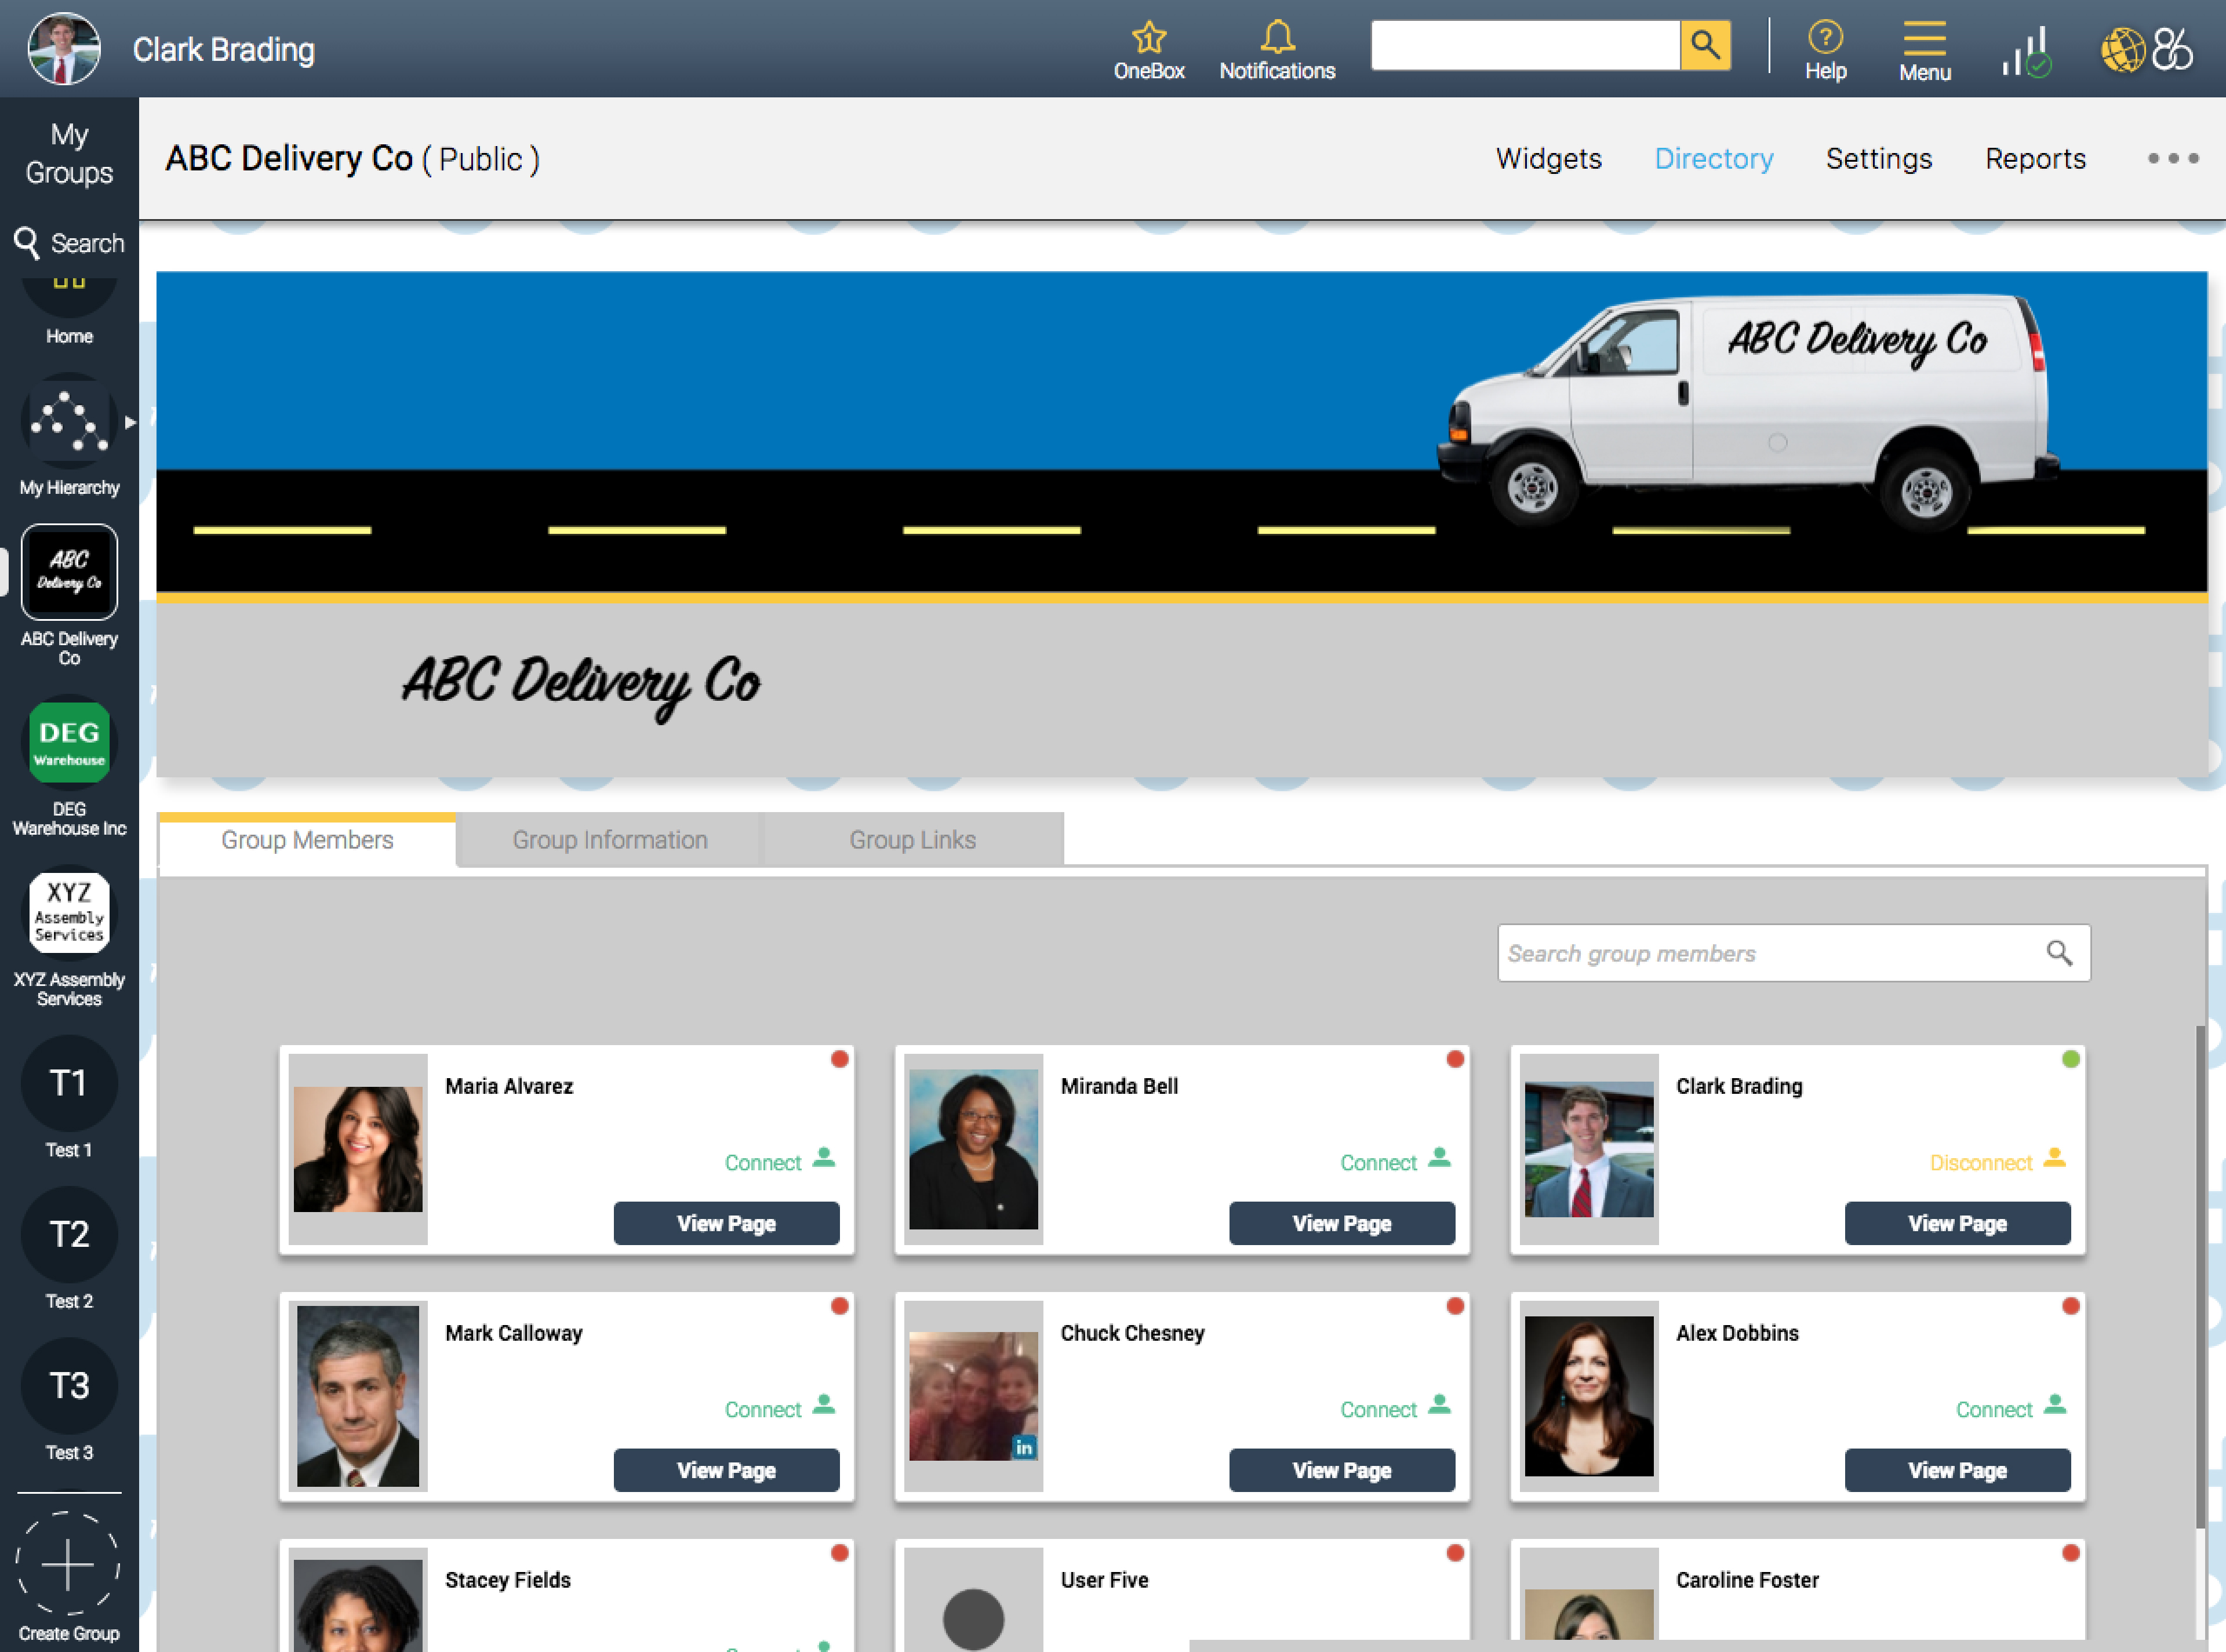 Clark Brading
OneBox
Notifications
?
Help
Menu
86
My
Groups
Search
Home
My Hierarchy
ABC
Delivery Co
ABC Delivery
Co
DEG
Warehouse
DEG
Warehouse Inc
XYZ
Assembly
Services
XYZ Assembly
Services
T1
Test 1
T2
Test 2
T3
Test 3
Create Group
ABC Delivery Co ( Public )
Widgets
Directory
Settings
Reports
ABC Delivery Co
ABC Delivery Co
Group Members
Group Information
Group Links
Search group members
Maria Alvarez
Connect
View Page
Miranda Bell
Connect
View Page
Clark Brading
Disconnect
View Page
Mark Calloway
Connect
View Page
Chuck Chesney
in
Connect
View Page
Alex Dobbins
Connect
View Page
Stacey Fields
User Five
Caroline Foster